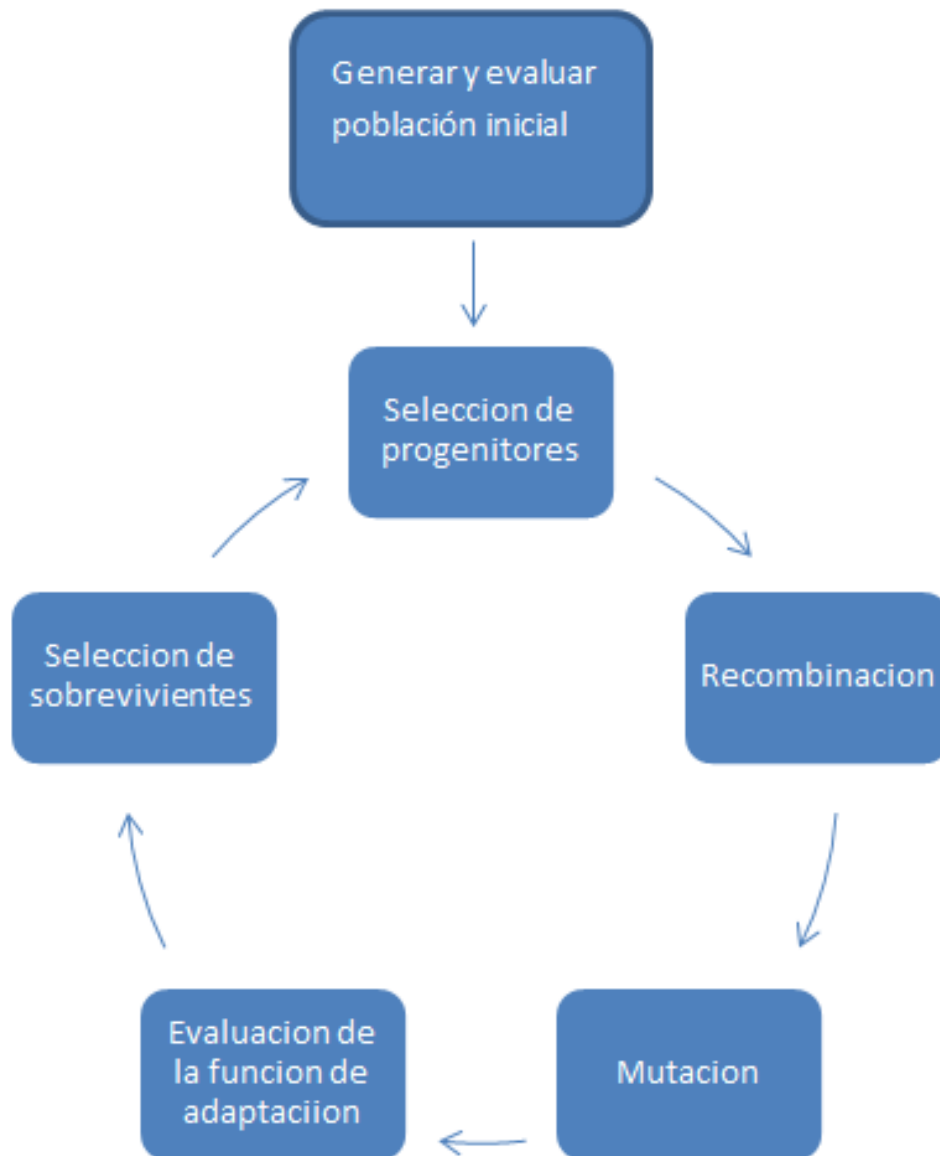 Generar y evaluar
población inicial
Seleccion de
progenitores
Recombinacion
Mutacion
Evaluacion de
la funcion de
adaptaciion
Seleccion de
sobrevivientes